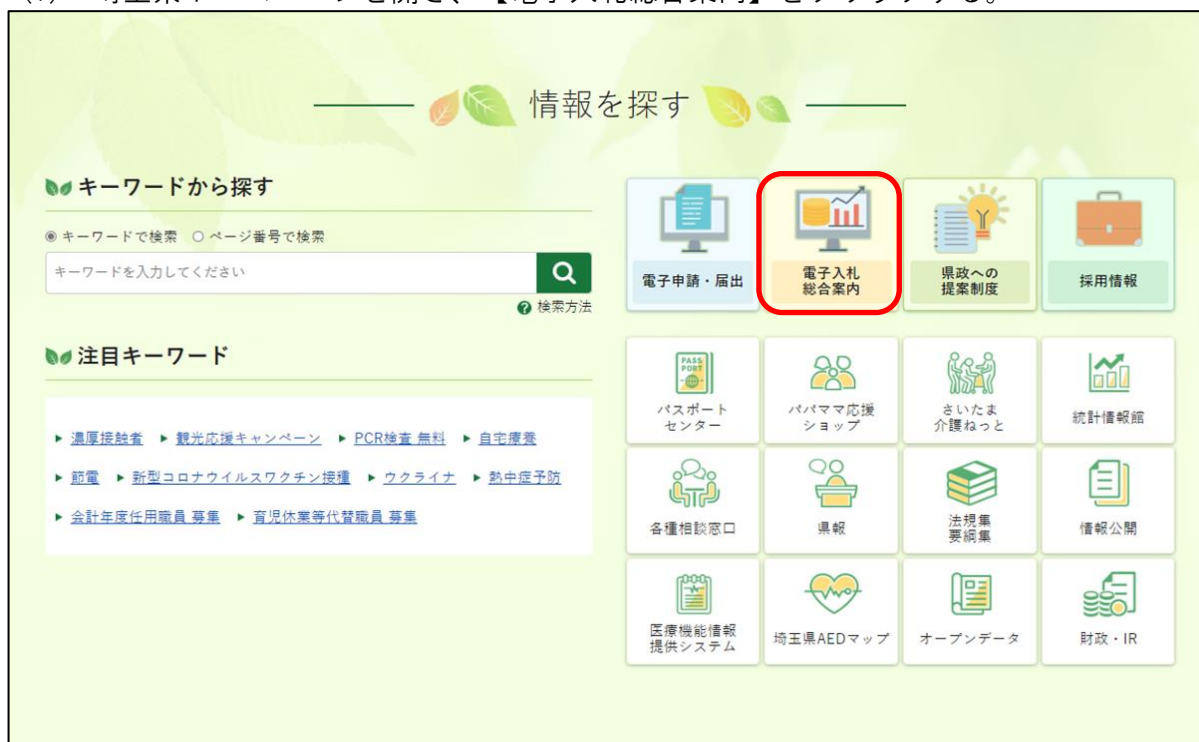 情報を探す
キーワードから探す
キーワードで検索 ページ番号で検索
キーワードを入力してください
検索方法
注目キーワード
濃厚接触者 観光応援キャンペーン PCR検査 無料 自宅療養
節電 新型コロナウイルスワクチン接種 ウクライナ 熱中症予防
会計年度任用職員 募集 育児休業等代替職員 募集
電子申請・届出
電子入札
総合案内
県政への
提案制度
採用情報
PASS
PORT
パスポート
センター
パパママ応援
ショップ
さいたま
介護ねっと
統計情報館
各種相談窓口
県報
法規集
要綱集
情報公開
医療機能情報
提供システム
埼玉県AEDマップ
オープンデータ
財政・IR